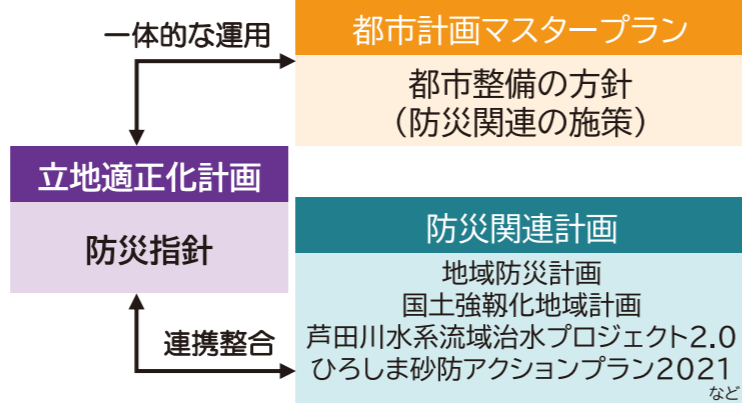 一体的な運用
都市計画マスタープラン
都市整備の方針
（防災関連の施策）
立地適正化計画
防災指針
防災関連計画
地域防災計画
国土強靱化地域計画
芦田川水系流域治水プロジェクト2.0
ひろしま砂防アクションプラン2021
など
連携整合